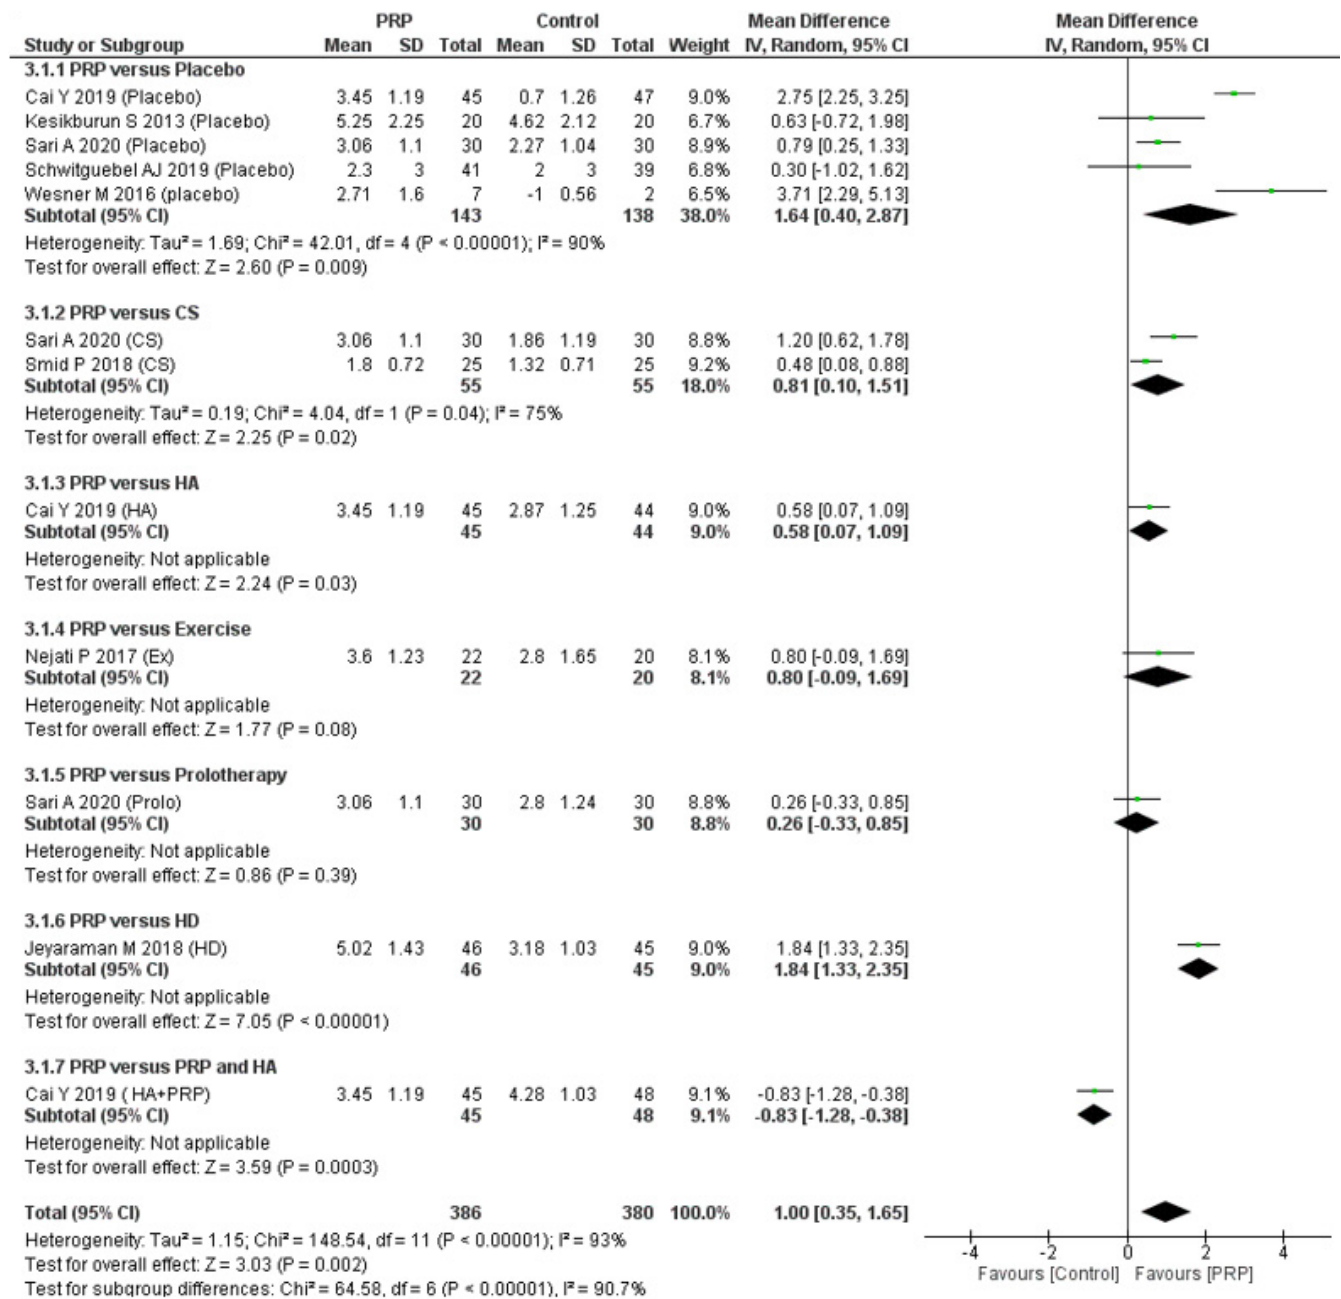 PRP Control Mean Difference Mean Difference
Study or Subgroup Mean SD Total Mean SD Total Weight IV, Random, 95% CI IV, Random, 95% CI
3.1.1 PRP versus Placebo
Cai Y 2019 (Placebo) 3.45 1.19 45 0.7 1.26 47 9.0% 2.75 [2.25, 3.25]
Kesikburun S 2013 (Placebo) 5.25 2.25 20 4.62 2.12 20 6.7% 0.63 [-0.72, 1.98]
Sari A 2020 (Placebo) 3.06 1.1 30 2.27 1.04 30 8.9% 0.79 [0.25, 1.33]
Schwitguebel AJ 2019 (Placebo) 2.3 3 41 2 3 39 6.8% 0.30 [-1.02, 1.62]
Wesner M 2016 (placebo) 2.71 1.6 7 -1 0.56 2 6.5% 3.71 [2.29, 5.13]
Subtotal (95% CI) 143 138 38.0% 1.64 [0.40, 2.87]
Heterogeneity: Tau² = 1.69; Chi² = 42.01, df = 4 (P < 0.00001); I² = 90%
Test for overall effect: Z = 2.60 (P = 0.009)
3.1.2 PRP versus CS
Sari A 2020 (CS) 3.06 1.1 30 1.86 1.19 30 8.8% 1.20 [0.62, 1.78]
Smid P 2018 (CS) 1.8 0.72 25 1.32 0.71 25 9.2% 0.48 [0.08, 0.88]
Subtotal (95% CI) 55 55 18.0% 0.81 [0.10, 1.51]
Heterogeneity: Tau² = 0.19; Chi² = 4.04, df = 1 (P = 0.04); I² = 75%
Test for overall effect: Z = 2.25 (P = 0.02)
3.1.3 PRP versus HA
Cai Y 2019 (HA) 3.45 1.19 45 2.87 1.25 44 9.0% 0.58 [0.07, 1.09]
Subtotal (95% CI) 45 44 9.0% 0.58 [0.07, 1.09]
Heterogeneity: Not applicable
Test for overall effect: Z = 2.24 (P = 0.03)
3.1.4 PRP versus Exercise
Nejati P 2017 (Ex) 3.6 1.23 22 2.8 1.65 20 8.1% 0.80 [-0.09, 1.69]
Subtotal (95% CI) 22 20 8.1% 0.80 [-0.09, 1.69]
Heterogeneity: Not applicable
Test for overall effect: Z = 1.77 (P = 0.08)
3.1.5 PRP versus Prolotherapy
Sari A 2020 (Prolo) 3.06 1.1 30 2.8 1.24 30 8.8% 0.26 [-0.33, 0.85]
Subtotal (95% CI) 30 30 8.8% 0.26 [-0.33, 0.85]
Heterogeneity: Not applicable
Test for overall effect: Z = 0.86 (P = 0.39)
3.1.6 PRP versus HD
Jeyaraman M 2018 (HD) 5.02 1.43 46 3.18 1.03 45 9.0% 1.84 [1.33, 2.35]
Subtotal (95% CI) 46 45 9.0% 1.84 [1.33, 2.35]
Heterogeneity: Not applicable
Test for overall effect: Z = 7.05 (P < 0.00001)
3.1.7 PRP versus PRP and HA
Cai Y 2019 ( HA+PRP) 3.45 1.19 45 4.28 1.03 48 9.1% -0.83 [-1.28, -0.38]
Subtotal (95% CI) 45 48 9.1% -0.83 [-1.28, -0.38]
Heterogeneity: Not applicable
Test for overall effect: Z = 3.59 (P = 0.0003)
Total (95% CI) 386 380 100.0% 1.00 [0.35, 1.65]
Heterogeneity: Tau² = 1.15; Chi² = 148.54, df = 11 (P < 0.00001); I² = 93%
Test for overall effect: Z = 3.03 (P = 0.002)
Test for subgroup differences: Chi² = 64.58, df = 6 (P < 0.00001), I² = 90.7%
-4 -2 0 2 4
Favours [Control] Favours [PRP]